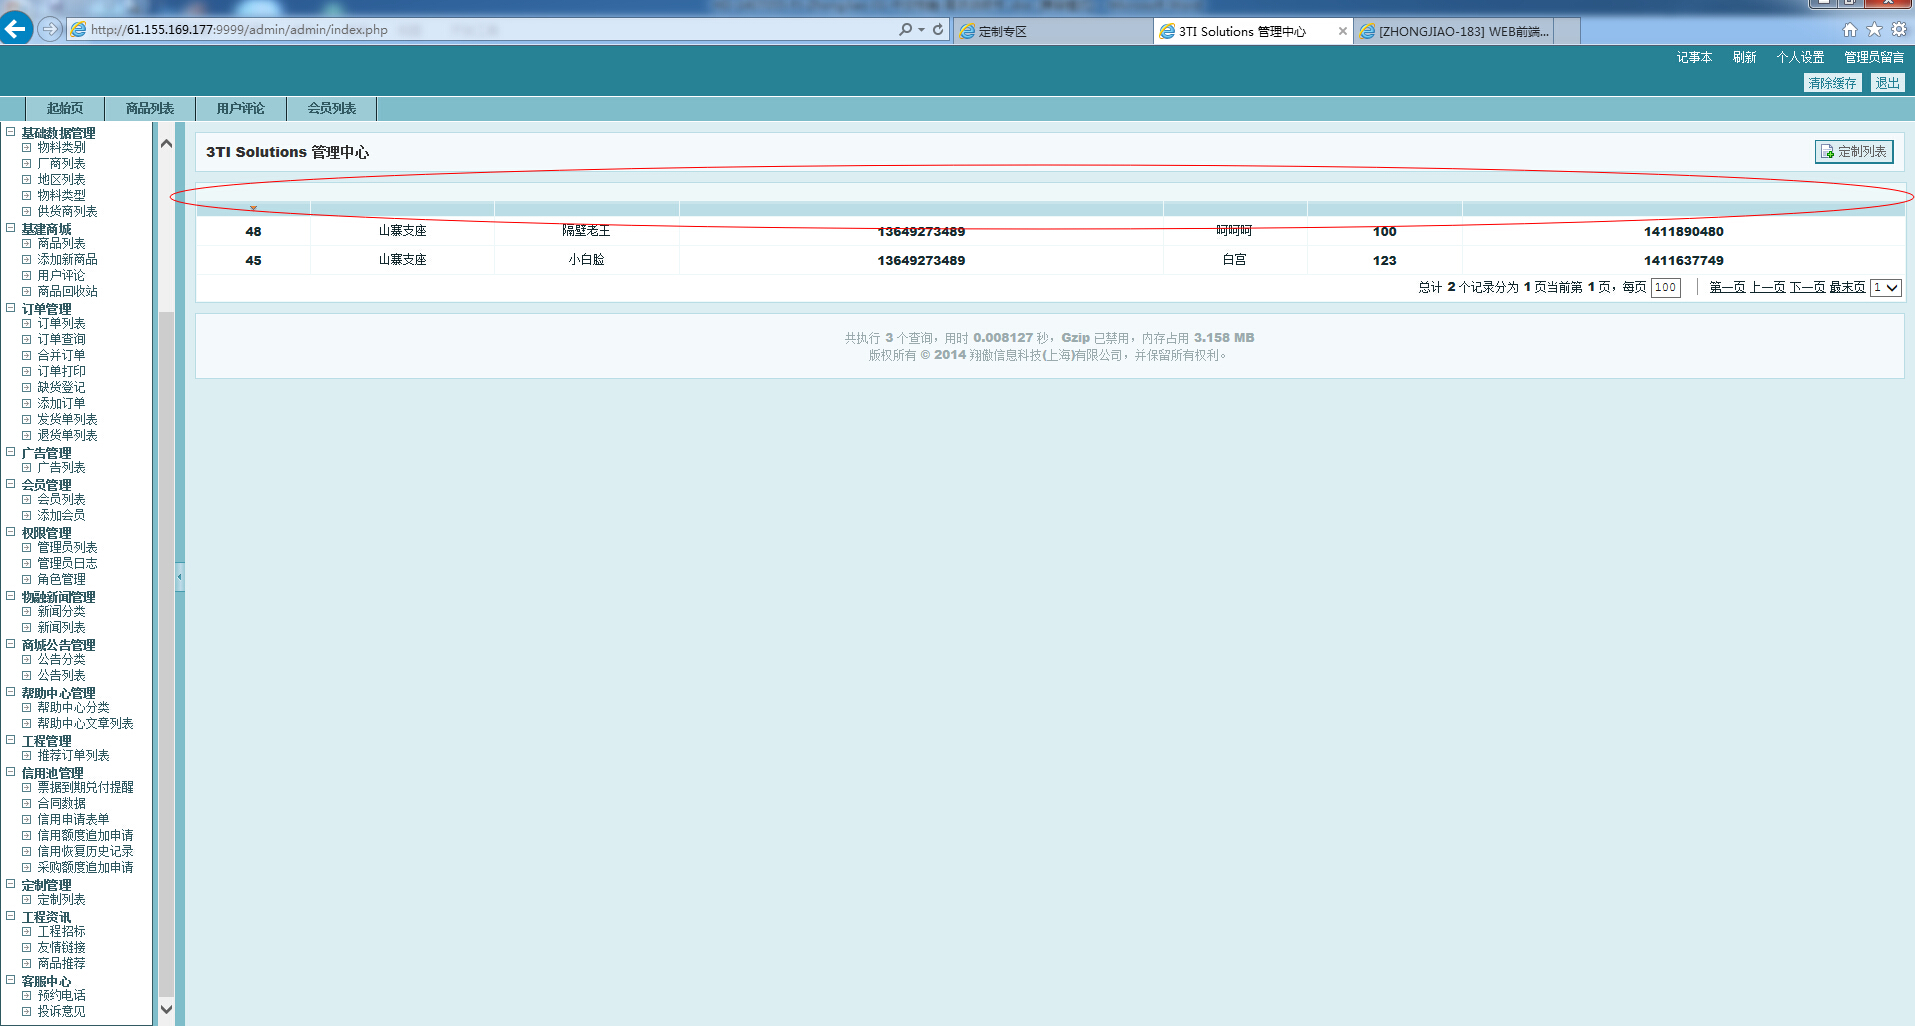 http://61.155.169.177:9999/admin/admin/index.php
定制专区
3TI Solutions 管理中心
[ZHONGJIAO-183] WEB前端...
记事本 刷新 个人设置 管理员留言
清除缓存 退出
起始页 商品列表 用户评论 会员列表
基础数据管理
物料类别
厂商列表
地区列表
物料类型
供货商列表
基建商城
商品列表
添加新商品
用户评论
商品回收站
订单管理
订单列表
订单查询
合并订单
订单打印
缺货登记
添加订单
发货单列表
退货单列表
广告管理
广告列表
会员管理
会员列表
添加会员
权限管理
管理员列表
管理员日志
角色管理
物融新闻管理
新闻分类
新闻列表
商城公告管理
公告分类
公告列表
帮助中心管理
帮助中心分类
帮助中心文章列表
工程管理
推荐订单列表
信用池管理
票据到期兑付提醒
合同数据
信用申请表单
信用额度追加申请
信用恢复历史记录
采购额度追加申请
定制管理
定制列表
工程资讯
工程招标
友情链接
商品推荐
客服中心
预约电话
投诉意见
3TI Solutions 管理中心
定制列表
48 山寨支座 隔壁老王 13649273489 呵呵呵 100 1411890480
45 山寨支座 小白脸 13649273489 白宫 123 1411637749
总计 2 个记录分为 1 页当前第 1 页，每页 100 | 第一页 上一页 下一页 最末页 1
共执行 3 个查询，用时 0.008127 秒，Gzip 已禁用，内存占用 3.158 MB
版权所有 © 2014 翔傲信息科技(上海)有限公司，并保留所有权利。